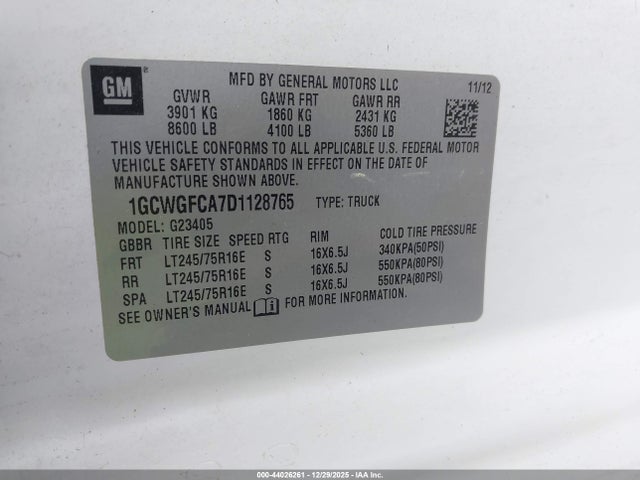 GM
MFD BY GENERAL MOTORS LLC
11/12
GVWR GAWR FRT GAWR RR
3901 KG 1860 KG 2431 KG
8600 LB 4100 LB 5360 LB
THIS VEHICLE CONFORMS TO ALL APPLICABLE U.S. FEDERAL MOTOR
VEHICLE SAFETY STANDARDS IN EFFECT ON THE DATE OF
MANUFACTURE SHOWN ABOVE.
1GCWGFCA7D1128765 TYPE: TRUCK
MODEL: G23405
GBBR TIRE SIZE SPEED RTG RIM COLD TIRE PRESSURE
FRT LT245/75R16E S 16X6.5J 340KPA(50PSI)
RR LT245/75R16E S 16X6.5J 550KPA(80PSI)
SPA LT245/75R16E S 16X6.5J 550KPA(80PSI)
SEE OWNER'S MANUAL FOR MORE INFORMATION.
000-44026261 - 12/29/2025 - IAAI.COM